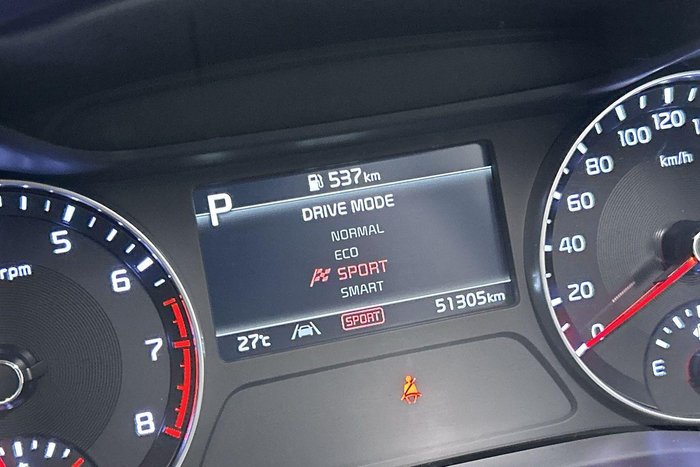 537km
P
DRIVE MODE
NORMAL
ECO
SPORT
SMART
27°C
SPORT
51305km
5
6
7
8
rpm
0
20
40
60
80
100
120
km/h
E